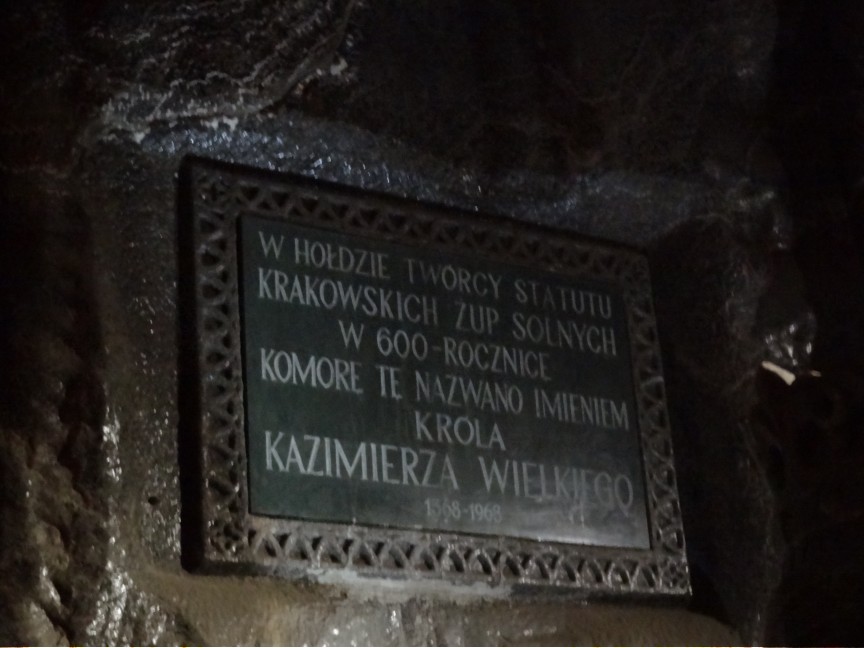 W HOŁDZIE TWÓRCY STATUTU
KRAKOWSKICH ŻUP SOLNYCH
W 600-ROCZNICĘ
KOMORĘ TĘ NAZWANO IMIENIEM
KRÓLA
KAZIMIERZA WIELKIEGO
1368-1968